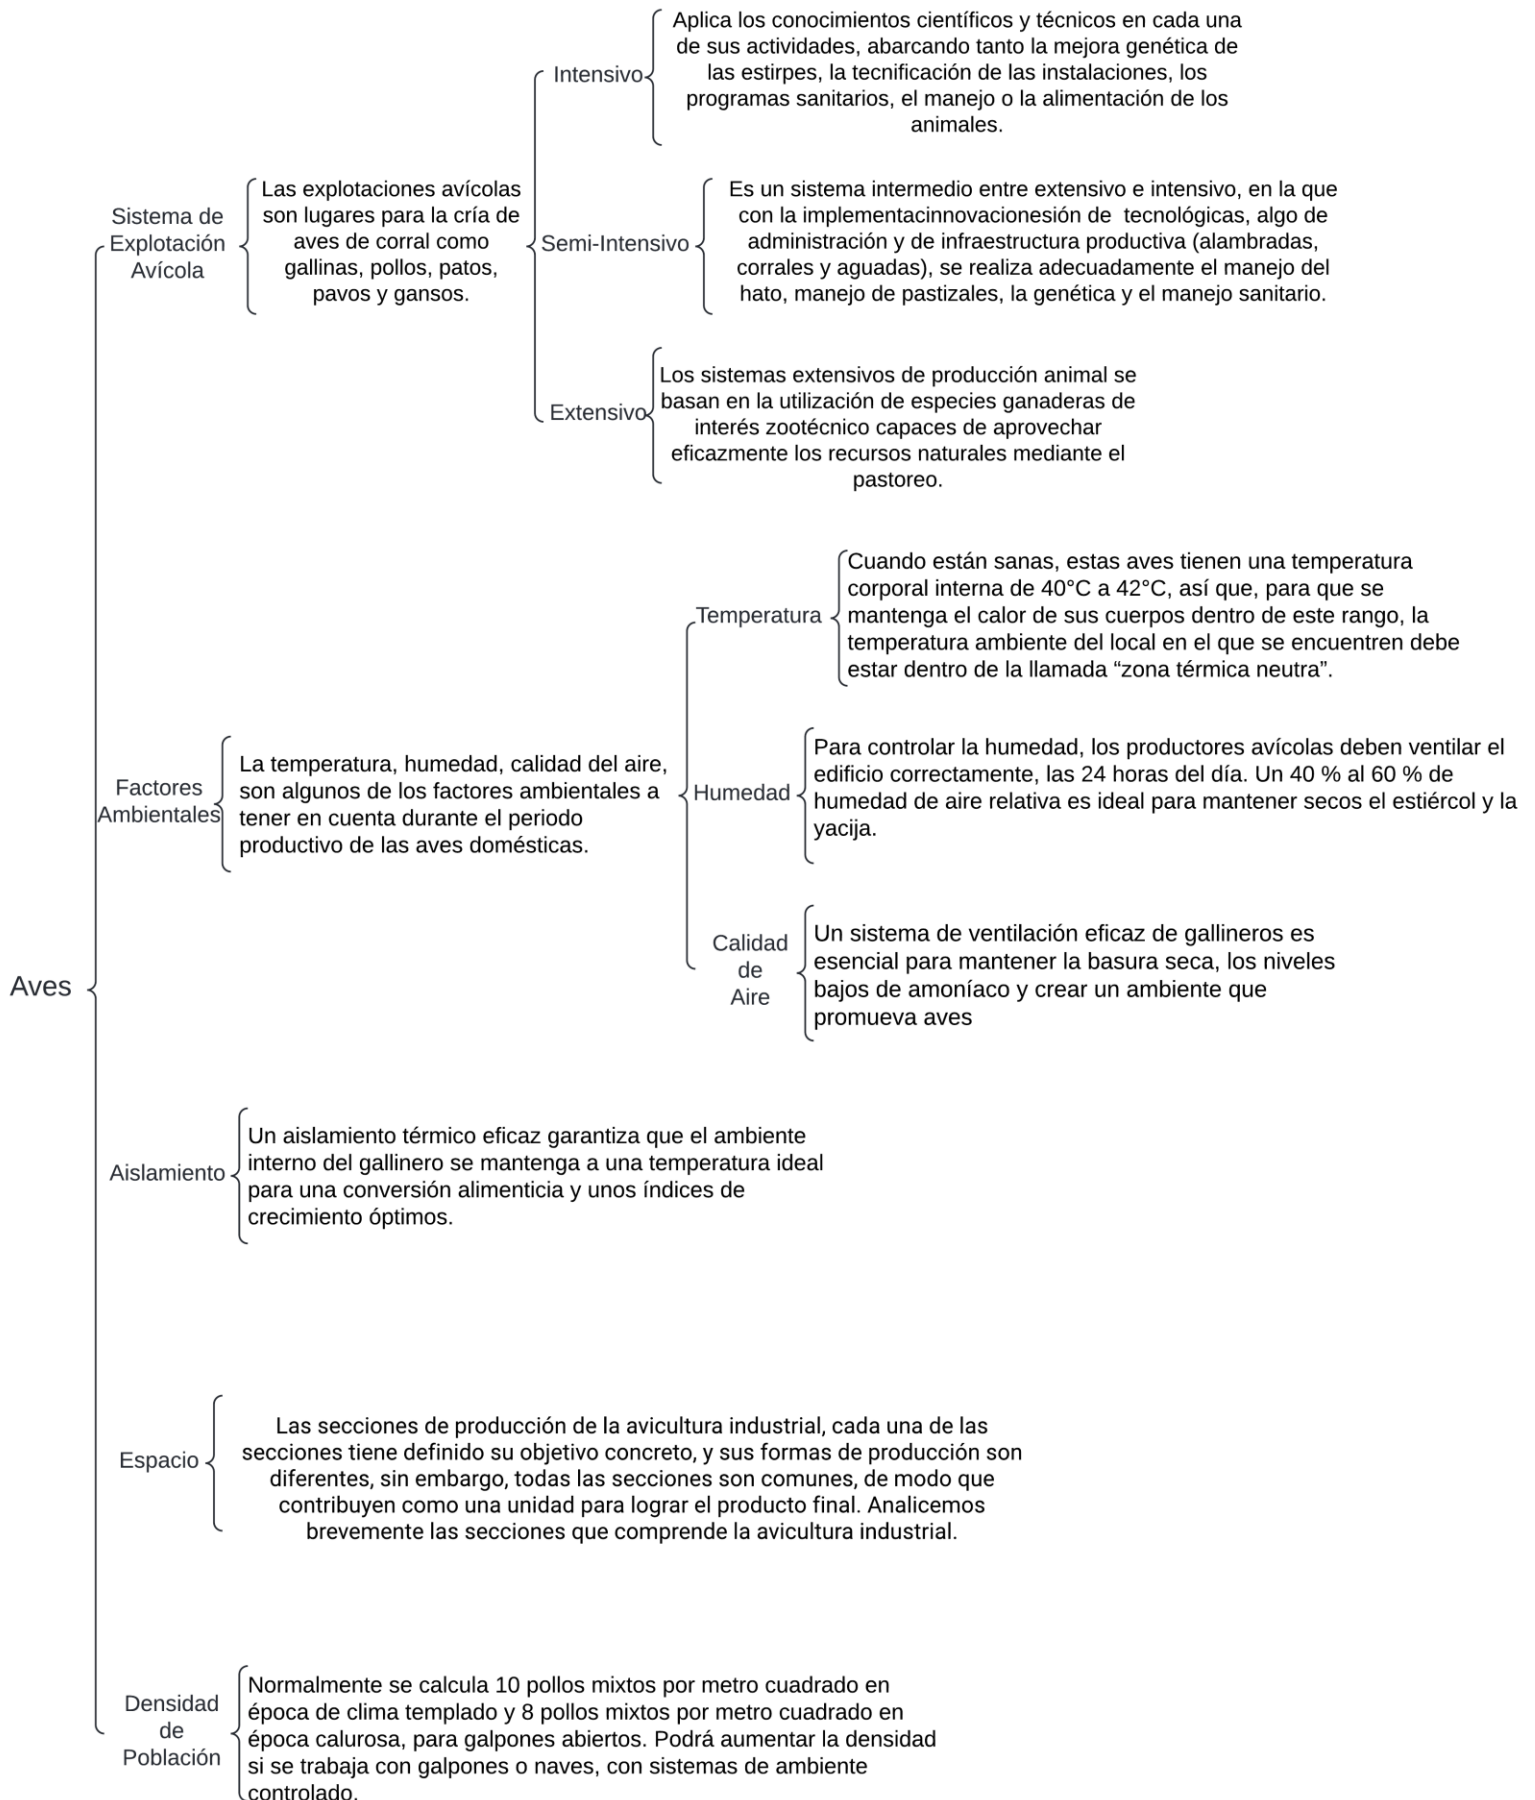 Aves
Sistema de
Explotación
Avícola
Las explotaciones avícolas
son lugares para la cría de
aves de corral como
gallinas, pollos, patos,
pavos y gansos.
Intensivo
Aplica los conocimientos científicos y técnicos en cada una
de sus actividades, abarcando tanto la mejora genética de
las estirpes, la tecnificación de las instalaciones, los
programas sanitarios, el manejo o la alimentación de los
animales.
Semi-Intensivo
Es un sistema intermedio entre extensivo e intensivo, en la que
con la implementacinnovacionesión de  tecnológicas, algo de
administración y de infraestructura productiva (alambradas,
corrales y aguadas), se realiza adecuadamente el manejo del
hato, manejo de pastizales, la genética y el manejo sanitario.
Extensivo
Los sistemas extensivos de producción animal se
basan en la utilización de especies ganaderas de
interés zootécnico capaces de aprovechar
eficazmente los recursos naturales mediante el
pastoreo.
Factores
Ambientales
La temperatura, humedad, calidad del aire,
son algunos de los factores ambientales a
tener en cuenta durante el periodo
productivo de las aves domésticas.
Temperatura
Cuando están sanas, estas aves tienen una temperatura
corporal interna de 40°C a 42°C, así que, para que se
mantenga el calor de sus cuerpos dentro de este rango, la
temperatura ambiente del local en el que se encuentren debe
estar dentro de la llamada “zona térmica neutra”.
Humedad
Para controlar la humedad, los productores avícolas deben ventilar el
edificio correctamente, las 24 horas del día. Un 40 % al 60 % de
humedad de aire relativa es ideal para mantener secos el estiércol y la
yacija.
Calidad
de
Aire
Un sistema de ventilación eficaz de gallineros es
esencial para mantener la basura seca, los niveles
bajos de amoníaco y crear un ambiente que
promueva aves
Aislamiento
Un aislamiento térmico eficaz garantiza que el ambiente
interno del gallinero se mantenga a una temperatura ideal
para una conversión alimenticia y unos índices de
crecimiento óptimos.
Espacio
Las secciones de producción de la avicultura industrial, cada una de las
secciones tiene definido su objetivo concreto, y sus formas de producción son
diferentes, sin embargo, todas las secciones son comunes, de modo que
contribuyen como una unidad para lograr el producto final. Analicemos
brevemente las secciones que comprende la avicultura industrial.
Densidad
de
Población
Normalmente se calcula 10 pollos mixtos por metro cuadrado en
época de clima templado y 8 pollos mixtos por metro cuadrado en
época calurosa, para galpones abiertos. Podrá aumentar la densidad
si se trabaja con galpones o naves, con sistemas de ambiente
controlado.